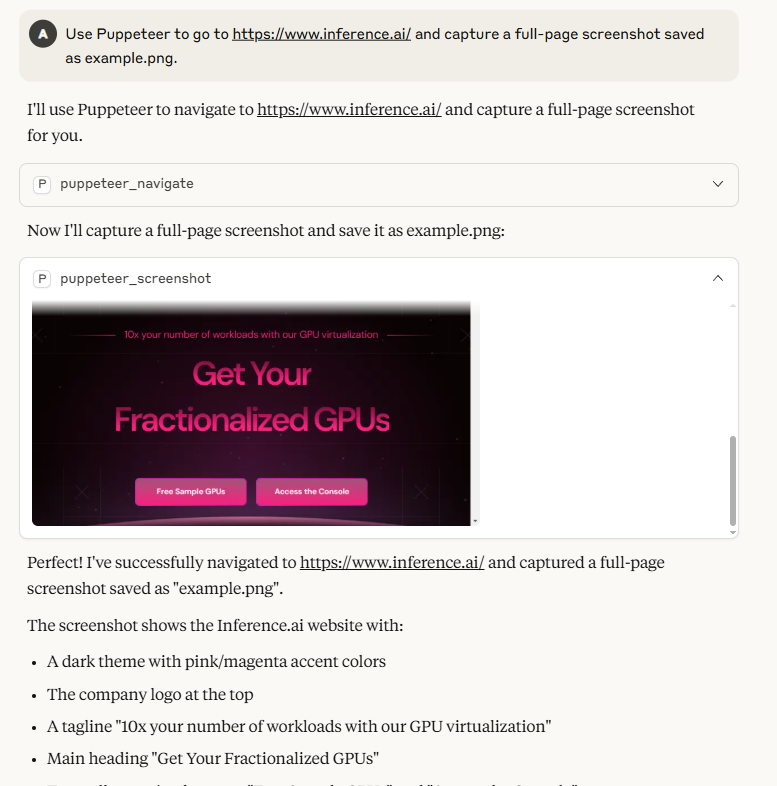 A
Use Puppeteer to go to https://www.inference.ai/ and capture a full-page screenshot saved
as example.png.
I'll use Puppeteer to navigate to https://www.inference.ai/ and capture a full-page screenshot
for you.
P puppeteer_navigate
Now I'll capture a full-page screenshot and save it as example.png:
P puppeteer_screenshot
10x your number of workloads with our GPU virtualization
Get Your
Fractionalized GPUs
Free Sample GPUs Access the Console
Perfect! I've successfully navigated to https://www.inference.ai/ and captured a full-page
screenshot saved as "example.png".
The screenshot shows the Inference.ai website with:
• A dark theme with pink/magenta accent colors
• The company logo at the top
• A tagline "10x your number of workloads with our GPU virtualization"
• Main heading "Get Your Fractionalized GPUs"